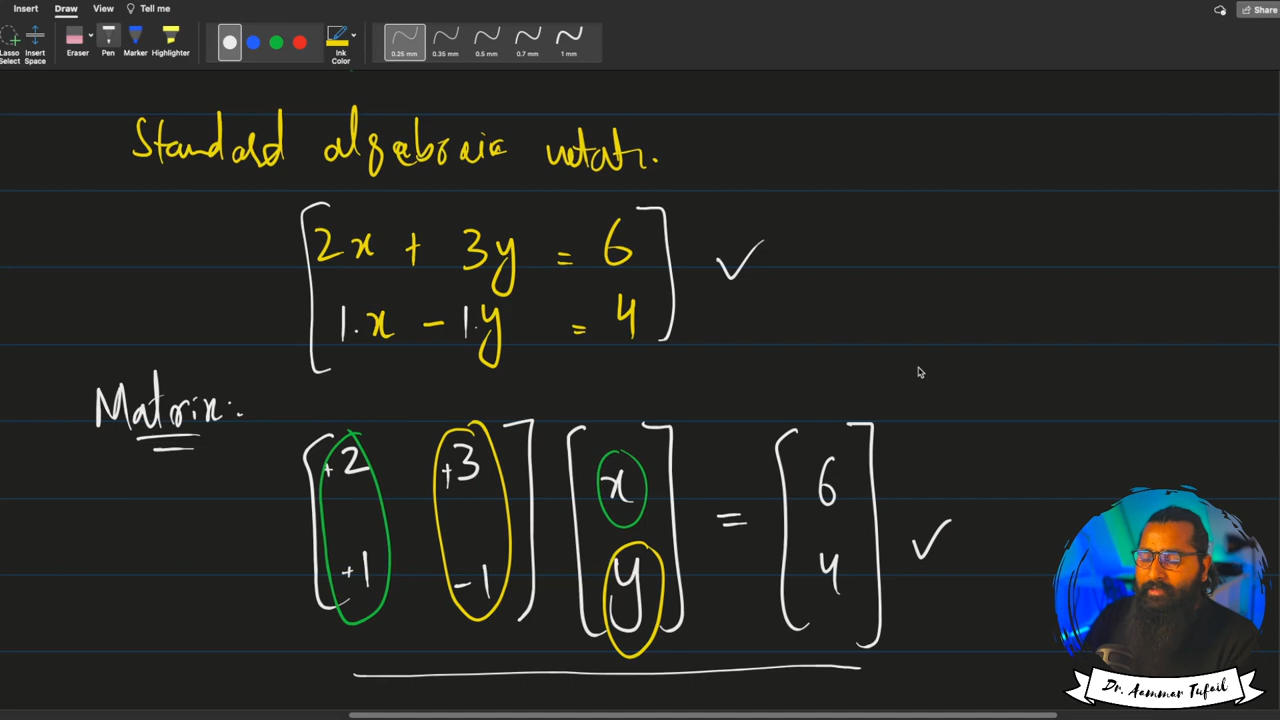 Insert Draw View Tell me Share
Lasso Select Insert Space Eraser Pen Marker Highlighter Ink Color 0.25 mm 0.35 mm 0.5 mm 0.7 mm 1 mm
Standard algebraic notatn.
2x + 3y = 6
1.x - 1.y = 4
Matrix:
+2 +3 x = 6
+1 -1 y 4
Dr. Aammar Tufail